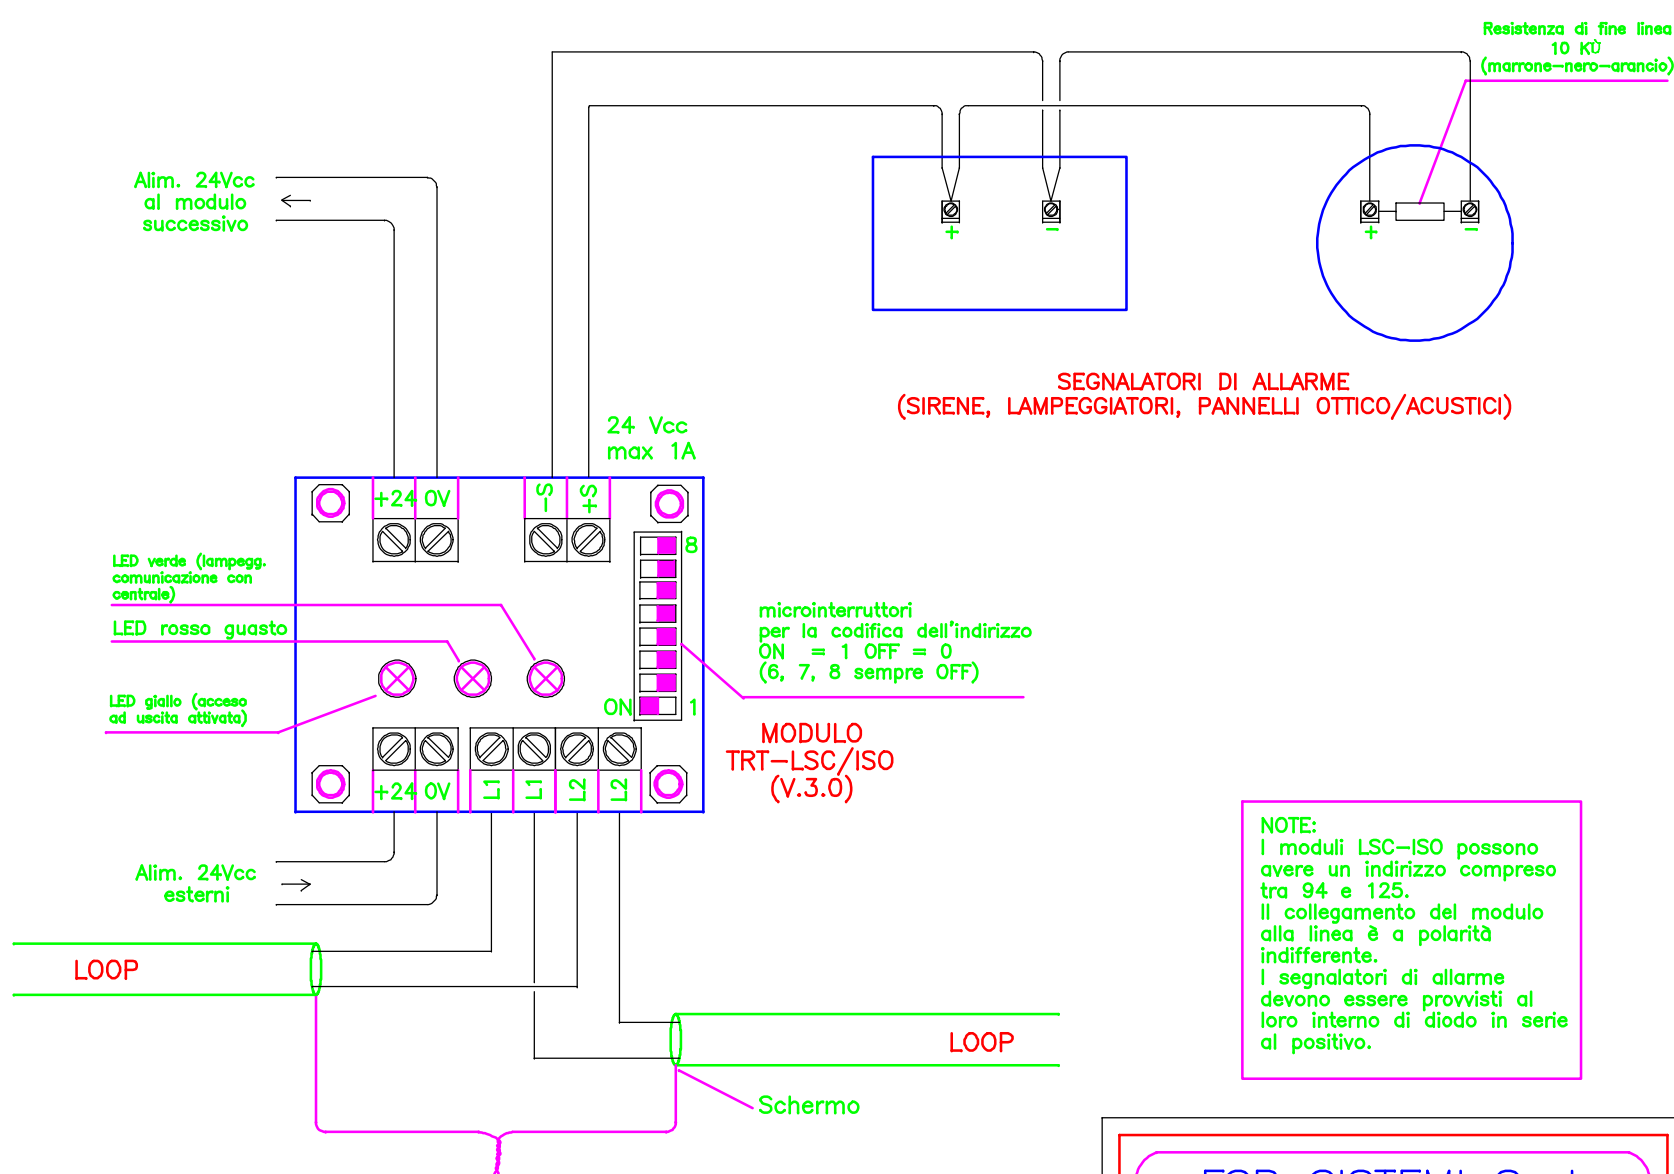 Resistenza di fine linea
10 KÙ
(marrone-nero-arancio)
Alim. 24Vcc
al modulo
successivo
+
-
+
-
SEGNALATORI DI ALLARME
(SIRENE, LAMPEGGIATORI, PANNELLI OTTICO/ACUSTICI)
24 Vcc
max 1A
+24
0V
-S
+S
8
LED verde (lampegg.
comunicazione con
centrale)
LED rosso guasto
LED giallo (acceso
ad uscita attivata)
microinterruttori
per la codifica dell'indirizzo
ON = 1 OFF = 0
(6, 7, 8 sempre OFF)
ON
1
MODULO
TRT-LSC/ISO
(V.3.0)
+24
0V
L1
L1
L2
L2
Alim. 24Vcc
esterni
LOOP
LOOP
Schermo
NOTE:
I moduli LSC-ISO possono
avere un indirizzo compreso
tra 94 e 125.
Il collegamento del modulo
alla linea è a polarità
indifferente.
I segnalatori di allarme
devono essere provvisti al
loro interno di diodo in serie
al positivo.